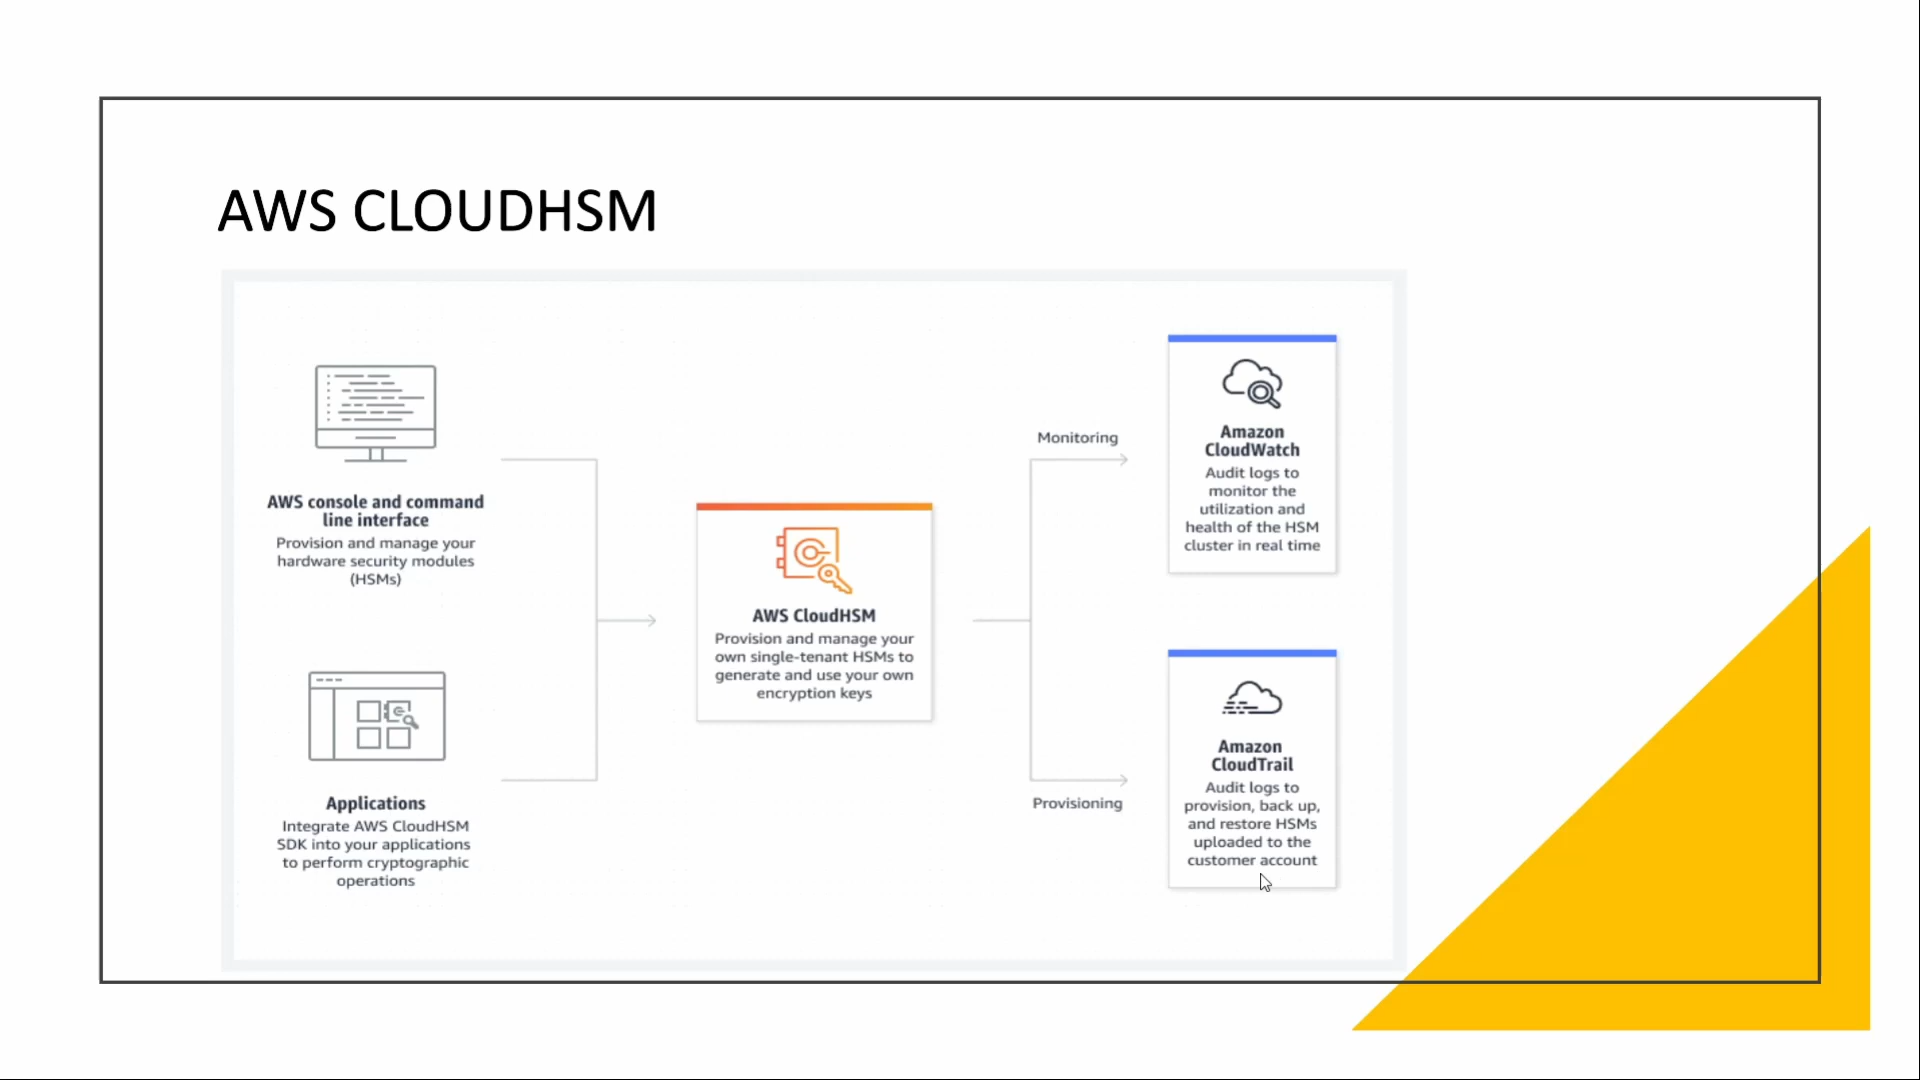 AWS CLOUDHSM
AWS console and command
line interface
Provision and manage your
hardware security modules
(HSMs)
Applications
Integrate AWS CloudHSM
SDK into your applications
to perform cryptographic
operations
AWS CloudHSM
Provision and manage your
own single-tenant HSMs to
generate and use your own
encryption keys
Monitoring
Amazon
CloudWatch
Audit logs to
monitor the
utilization and
health of the HSM
cluster in real time
Provisioning
Amazon
CloudTrail
Audit logs to
provision, back up,
and restore HSMs
uploaded to the
customer account